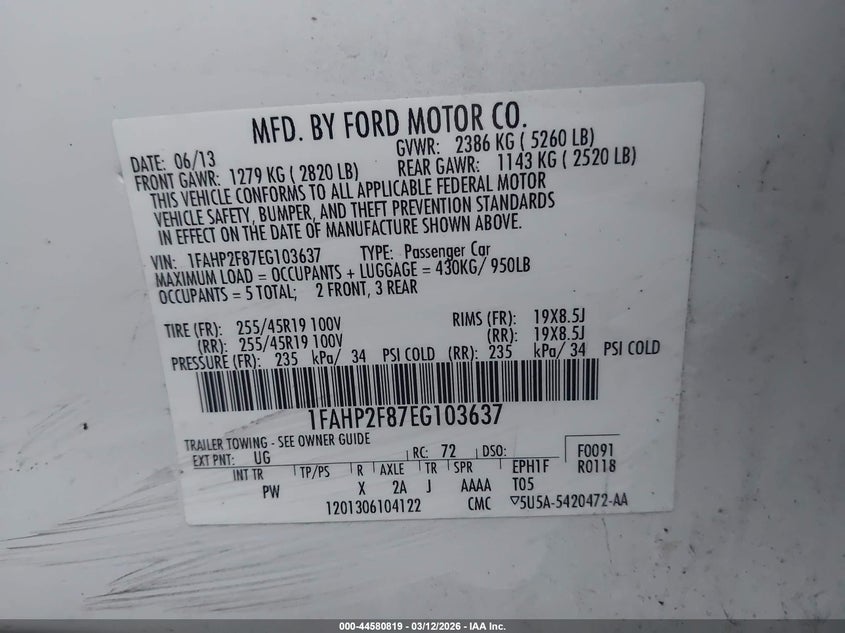 MFD. BY FORD MOTOR CO.
DATE: 06/13 GVWR: 2386 KG ( 5260 LB)
FRONT GAWR: 1279 KG ( 2820 LB) REAR GAWR: 1143 KG ( 2520 LB)
THIS VEHICLE CONFORMS TO ALL APPLICABLE FEDERAL MOTOR
VEHICLE SAFETY, BUMPER, AND THEFT PREVENTION STANDARDS
IN EFFECT ON THE DATE OF MANUFACTURE SHOWN ABOVE.
VIN: 1FAHP2F87EG103637 TYPE: Passenger Car
MAXIMUM LOAD = OCCUPANTS + LUGGAGE = 430KG/ 950LB
OCCUPANTS = 5 TOTAL; 2 FRONT, 3 REAR
TIRE (FR): 255/45R19 100V RIMS (FR): 19X8.5J
(RR): 255/45R19 100V (RR): 19X8.5J
PRESSURE (FR): 235 kPa/ 34 PSI COLD (RR): 235 kPa/ 34 PSI COLD
1FAHP2F87EG103637
TRAILER TOWING - SEE OWNER GUIDE
EXT PNT: UG RC: 72 DSO: F0091
INT TR TP/PS R AXLE TR SPR EPH1F R0118
PW X 2A J AAAA T05
1201306104122 CMC ▽5U5A-5420472-AA
000-44580819 - 03/12/2026 - IAA Inc.